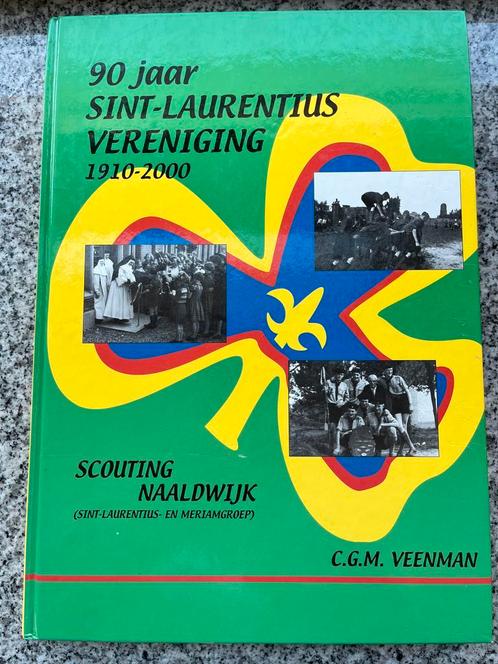 90 jaar
SINT-LAURENTIUS
VERENIGING
1910-2000
SCOUTING
NAALDWIJK
(SINT-LAURENTIUS- EN MERIAMGROEP)
C.G.M. VEENMAN